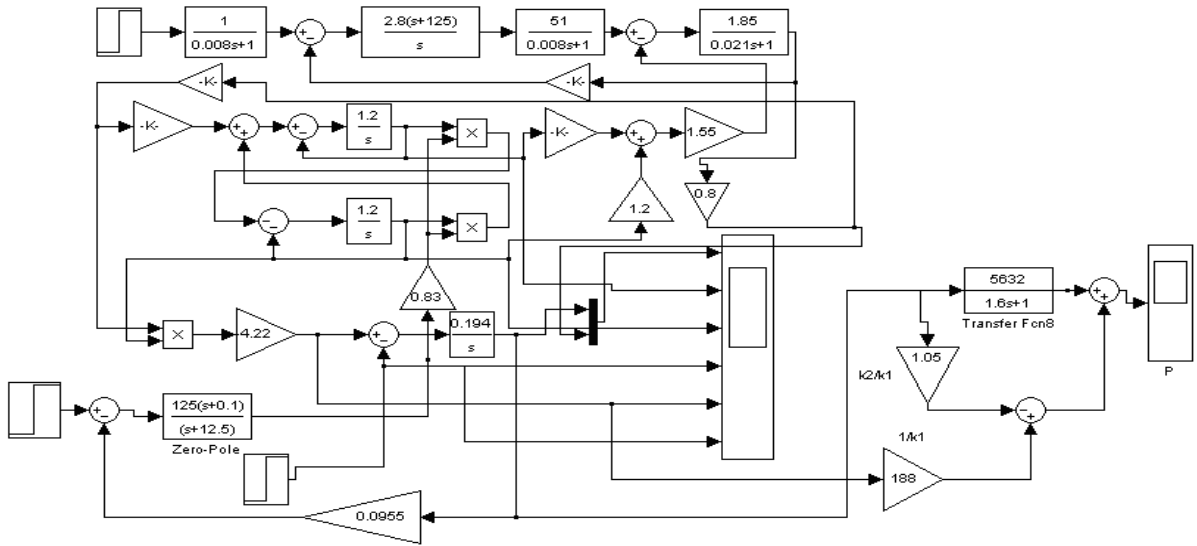 1
0.008s+1
+
−
2.8(s+125)
s
51
0.008s+1
+
−
1.85
0.021s+1
-K-
-K-
-K-
+
+
+
−
1.2
s
×
-K-
+
+
1.55
0.8
−
−
1.2
s
×
1.2
0.83
×
4.22
+
−
0.194
s
5632
1.6s+1
Transfer Fcn8
+
+
1.05
k2/k1
P
+
−
125(s+0.1)
(s+12.5)
Zero-Pole
−
+
1/k1
188
0.0955